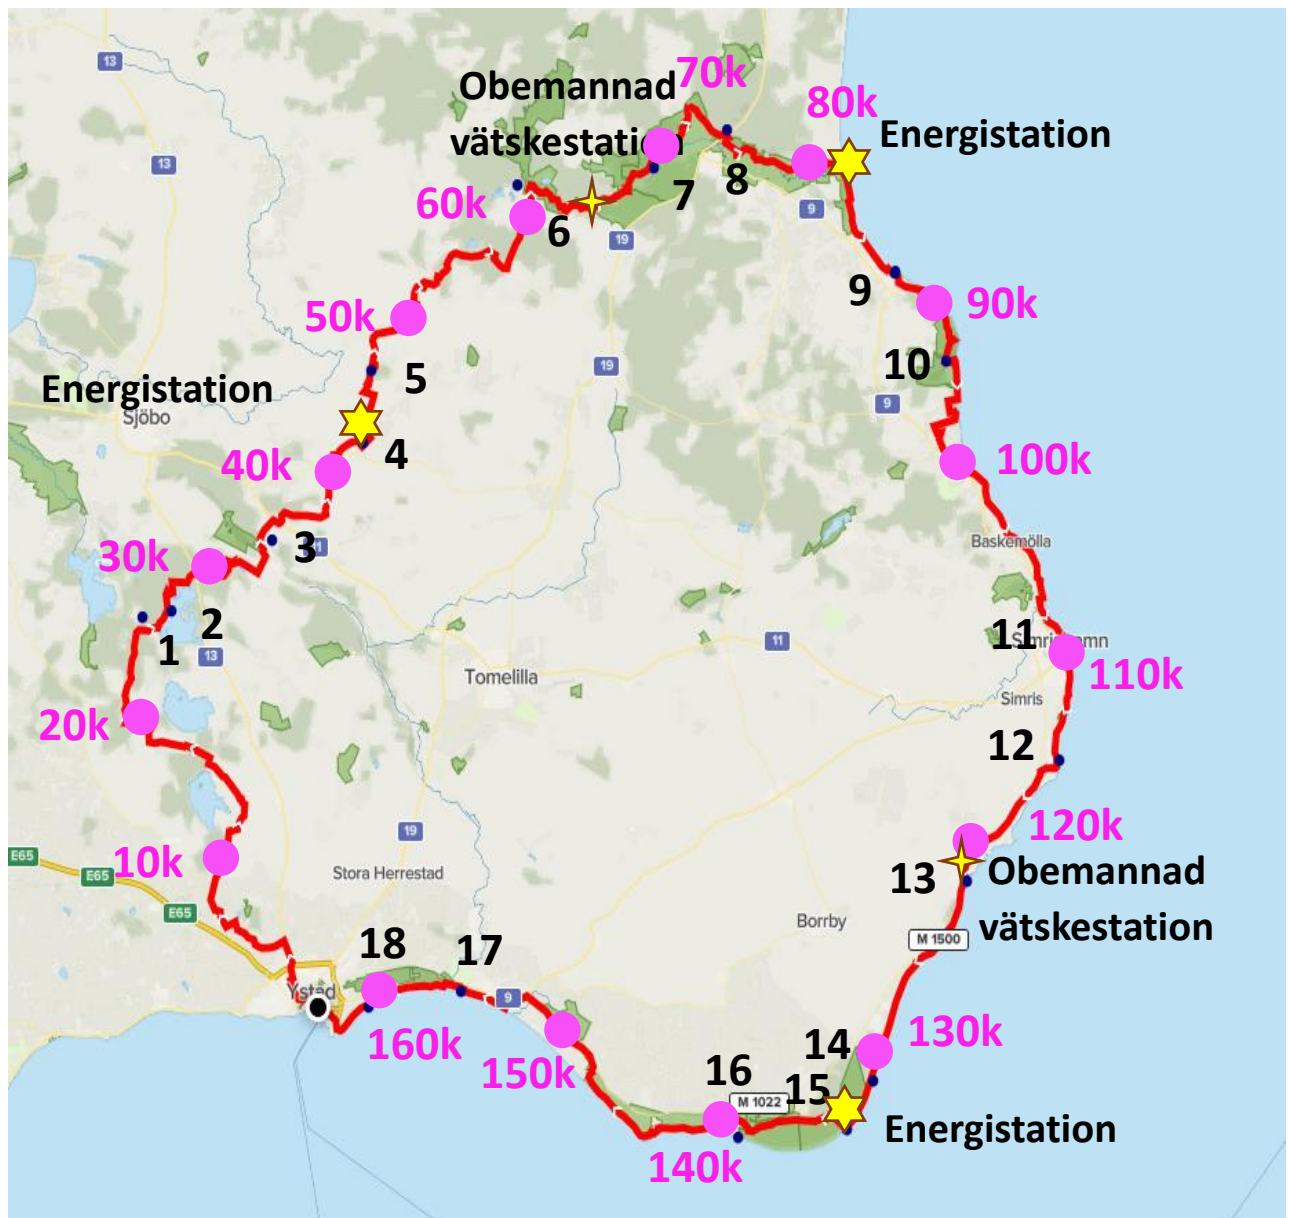 13
Obemannad
70k
vätskestation
80k
Energistation
13
60k
7
8
6
19
9
9
90k
50k
10
19
5
Energistation
Sjöbo
9
4
40k
100k
30k
3
11
Baskemölla
2
1
13
11
11
Simrishamn
110k
Tomelilla
Simris
20k
12
120k
19
10k
E65
E65
E65
Stora Herrestad
13
Obemannad
vätskestation
Borrby
M 1500
18
17
Ystad
9
160k
150k
14
130k
16
15
M 1022
Energistation
140k